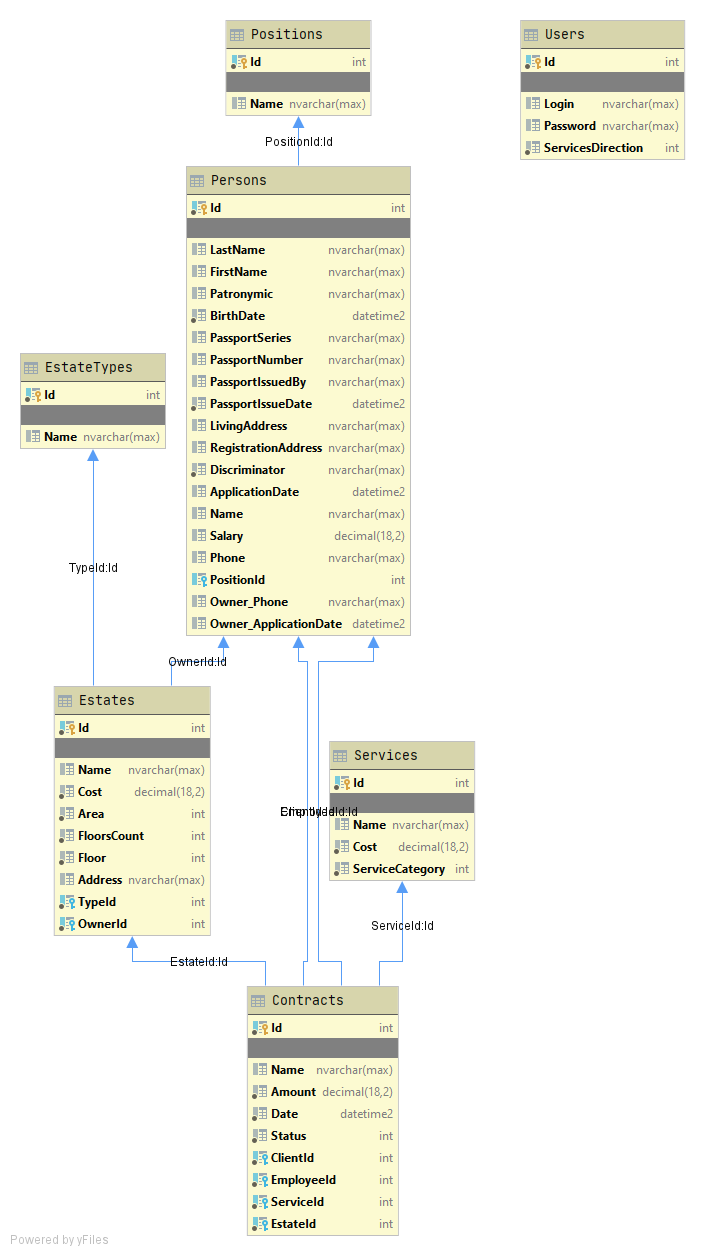 Positions
Id int
Name nvarchar(max)
Users
Id int
Login nvarchar(max)
Password nvarchar(max)
ServicesDirection int
PositionId:Id
Persons
Id int
LastName nvarchar(max)
FirstName nvarchar(max)
Patronymic nvarchar(max)
BirthDate datetime2
PassportSeries nvarchar(max)
PassportNumber nvarchar(max)
PassportIssuedBy nvarchar(max)
PassportIssueDate datetime2
LivingAddress nvarchar(max)
RegistrationAddress nvarchar(max)
Discriminator nvarchar(max)
ApplicationDate datetime2
Name nvarchar(max)
Salary decimal(18,2)
Phone nvarchar(max)
PositionId int
Owner_Phone nvarchar(max)
Owner_ApplicationDate datetime2
EstateTypes
Id int
Name nvarchar(max)
TypeId:Id
OwnerId:Id
Estates
Id int
Name nvarchar(max)
Cost decimal(18,2)
Area int
FloorsCount int
Floor int
Address nvarchar(max)
TypeId int
OwnerId int
Services
Id int
Name nvarchar(max)
Cost decimal(18,2)
ServiceCategory int
ServiceId:Id
EstateId:Id
Contracts
Id int
Name nvarchar(max)
Amount decimal(18,2)
Date datetime2
Status int
ClientId int
EmployeeId int
ServiceId int
EstateId int
Powered by yFiles